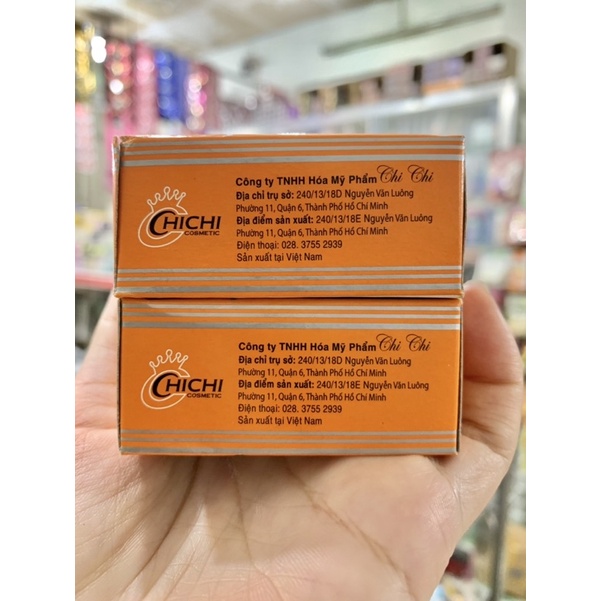 CHICHI
COSMETIC
Công ty TNHH Hóa Mỹ Phẩm Chi Chi
Địa chỉ trụ sở: 240/13/18D Nguyễn Văn Luông
Phường 11, Quận 6, Thành Phố Hồ Chí Minh
Địa điểm sản xuất: 240/13/18E Nguyễn Văn Luông
Phường 11, Quận 6, Thành Phố Hồ Chí Minh
Điện thoại: 028. 3755 2939
Sản xuất tại Việt Nam
CHICHI
COSMETIC
Công ty TNHH Hóa Mỹ Phẩm Chi Chi
Địa chỉ trụ sở: 240/13/18D Nguyễn Văn Luông
Phường 11, Quận 6, Thành Phố Hồ Chí Minh
Địa điểm sản xuất: 240/13/18E Nguyễn Văn Luông
Phường 11, Quận 6, Thành Phố Hồ Chí Minh
Điện thoại: 028. 3755 2939
Sản xuất tại Việt Nam